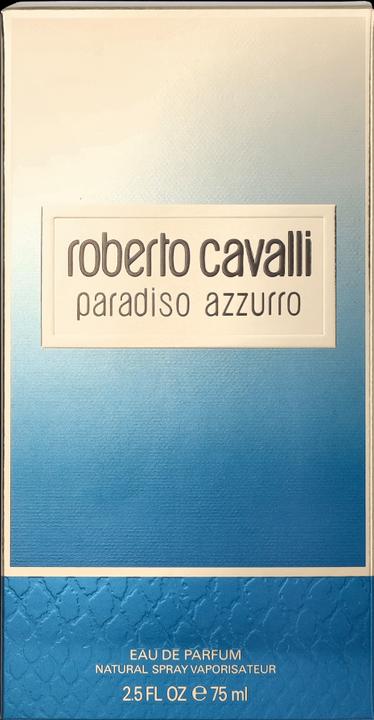 roberto cavalli
paradiso azzurro
EAU DE PARFUM
NATURAL SPRAY VAPORISATEUR
2.5 FL OZ ℮ 75 ml